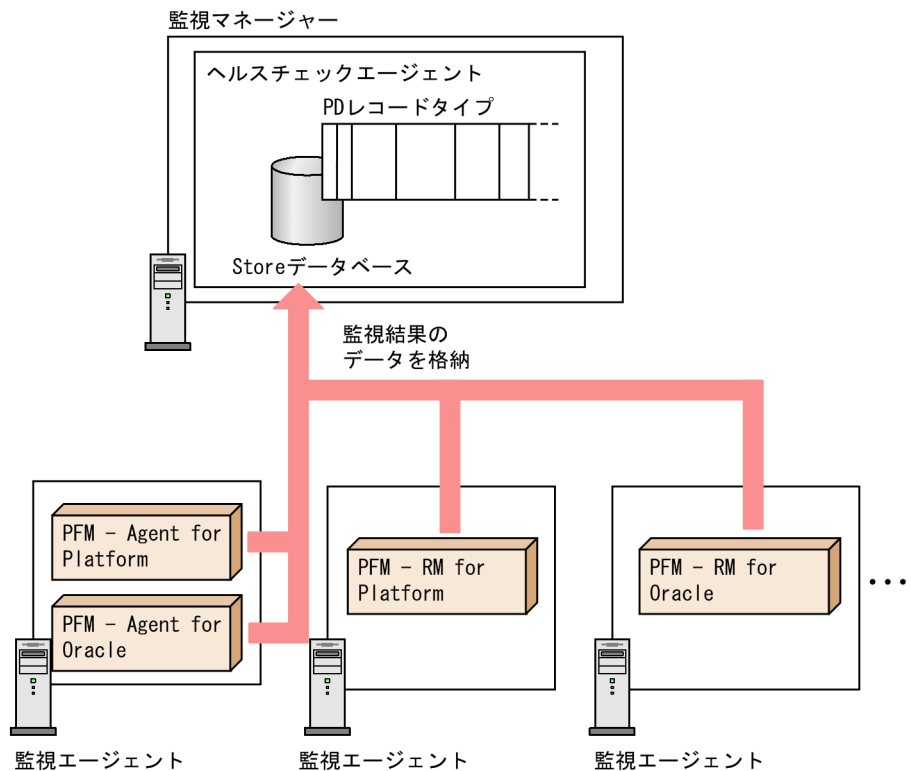 監視マネージャー
ヘルスチェックエージェント
PDレコードタイプ
Storeデータベース
監視結果の
データを格納
PFM - Agent for
Platform
PFM - Agent for
Oracle
PFM - RM for
Platform
PFM - RM for
Oracle
...
監視エージェント
監視エージェント
監視エージェント